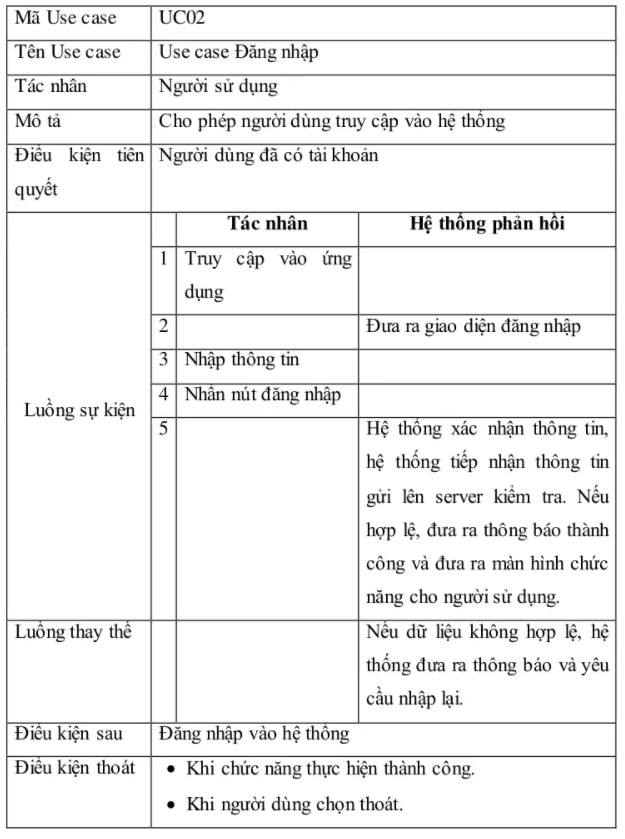 Mã Use case UC02
Tên Use case Use case Đăng nhập
Tác nhân Người sử dụng
Mô tả Cho phép người dùng truy cập vào hệ thống
Điều kiện tiên Người dùng đã có tài khoản
quyết
Tác nhân Hệ thống phản hồi
1 Truy cập vào ứng
dụng
2 Đưa ra giao diện đăng nhập
3 Nhập thông tin
4 Nhấn nút đăng nhập
Luồng sự kiện
5 Hệ thống xác nhận thông tin,
hệ thống tiếp nhận thông tin
gửi lên server kiểm tra. Nếu
hợp lệ, đưa ra thông báo thành
công và đưa ra màn hình chức
năng cho người sử dụng.
Luồng thay thế Nếu dữ liệu không hợp lệ, hệ
thống đưa ra thông báo và yêu
cầu nhập lại.
Điều kiện sau Đăng nhập vào hệ thống
Điều kiện thoát • Khi chức năng thực hiện thành công.
• Khi người dùng chọn thoát.